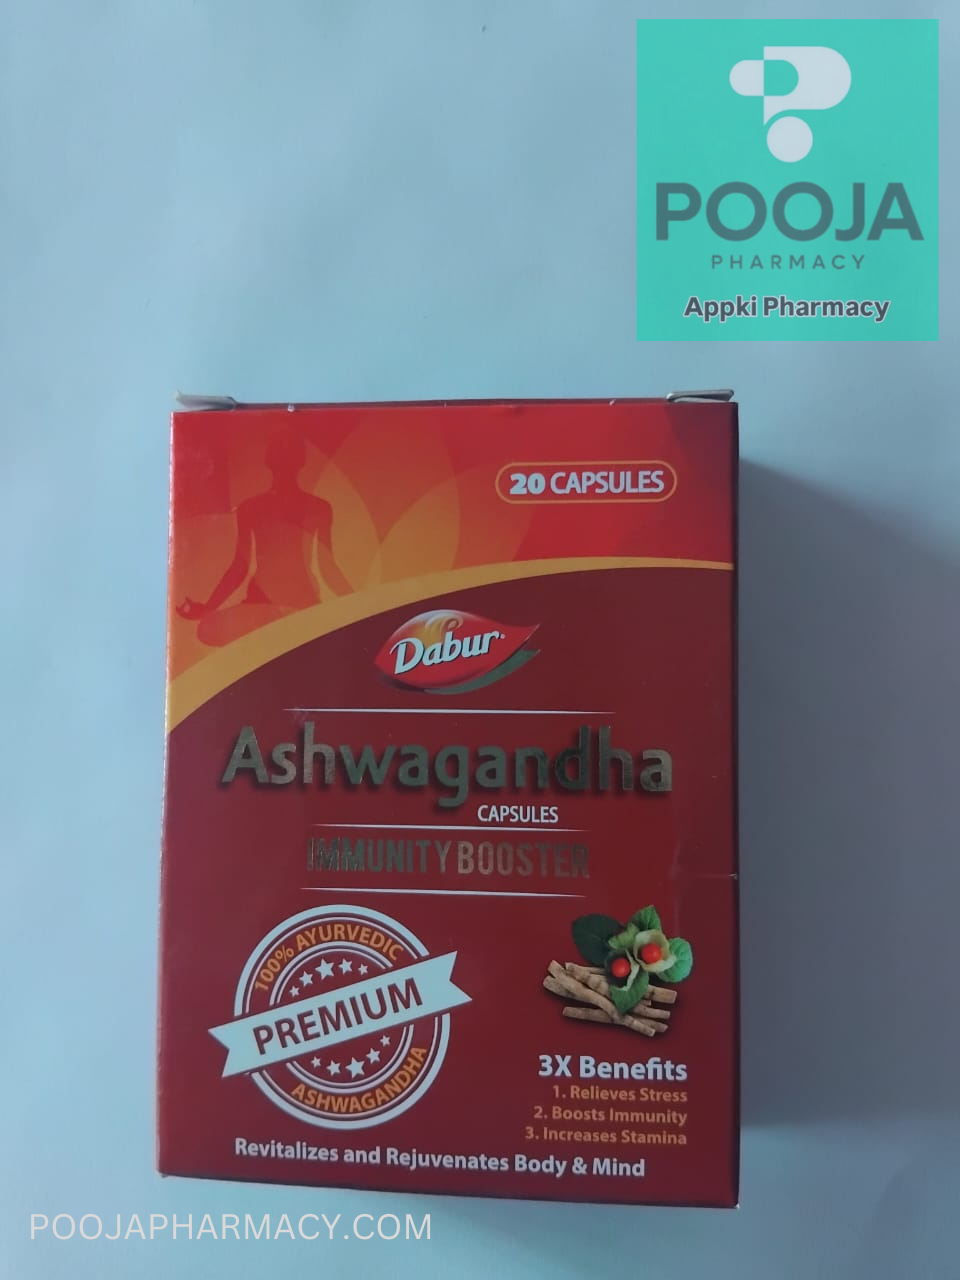 POOJA
PHARMACY
Appki Pharmacy
20 CAPSULES
Dabur
Ashwagandha
CAPSULES
IMMUNITY BOOSTER
100% AYURVEDIC
PREMIUM
ASHWAGANDHA
3X Benefits
1. Relieves Stress
2. Boosts Immunity
3. Increases Stamina
Revitalizes and Rejuvenates Body & Mind
POOJAPHARMACY.COM